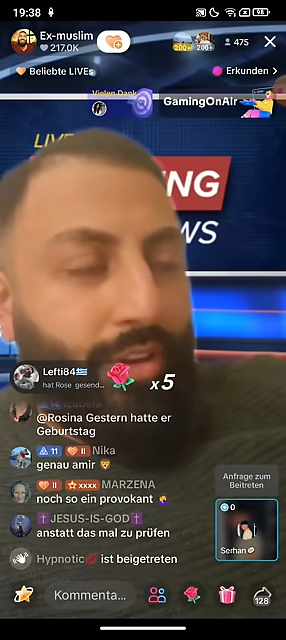 19:38
98
Ex-muslim
217.0K
200+
200+
475
Beliebte LIVEs
Erkunden
Vielen Dank
GamingOnAir
LIVE
NG
WS
Lefti84🇬🇷
hat Rose gesend...
x5
@Rosina Gestern hatte er
Geburtstag
11 II Nika
genau amir 🦁
II xxxx MARZENA
noch so ein provokant
✝️JESUS-IS-GOD✝️
anstatt das mal zu prüfen
Hypnotic💋 ist beigetreten
Anfrage zum
Beitreten
0
Serhan
Kommenta...
128